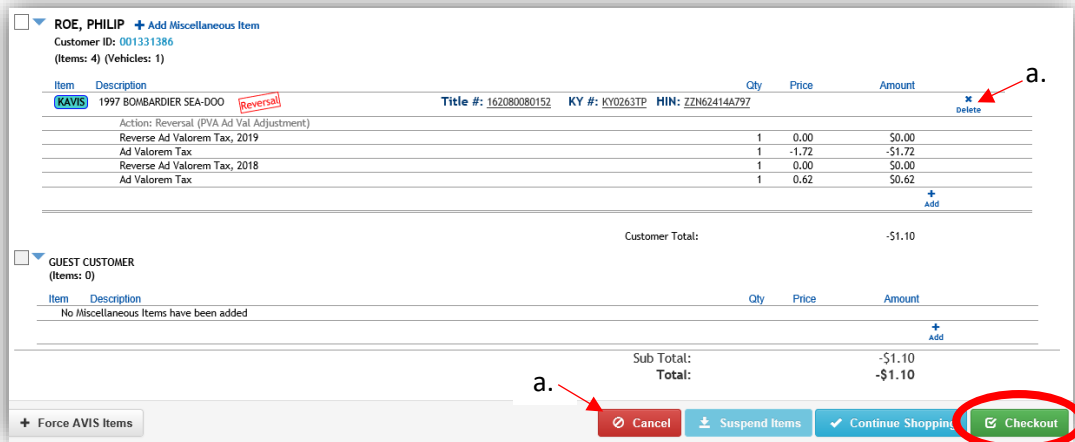 ROE, PHILIP + Add Miscellaneous Item
Customer ID: 001331386
(Items: 4) (Vehicles: 1)
a.
Item Description Qty Price Amount
KAVIS 1997 BOMBARDIER SEA-DOO Reversal Title #: 162080080152 KY #: KY0263TP HIN: ZZN62414A797 × Delete
Action: Reversal (PVA Ad Val Adjustment)
Reverse Ad Valorem Tax, 2019 1 0.00 $0.00
Ad Valorem Tax 1 -1.72 -$1.72
Reverse Ad Valorem Tax, 2018 1 0.00 $0.00
Ad Valorem Tax 1 0.62 $0.62
+ Add
Customer Total: -$1.10
GUEST CUSTOMER
(Items: 0)
Item Description Qty Price Amount
No Miscellaneous Items have been added
+ Add
Sub Total: -$1.10
Total: -$1.10
a.
+ Force AVIS Items Cancel Suspend Items Continue Shopping Checkout